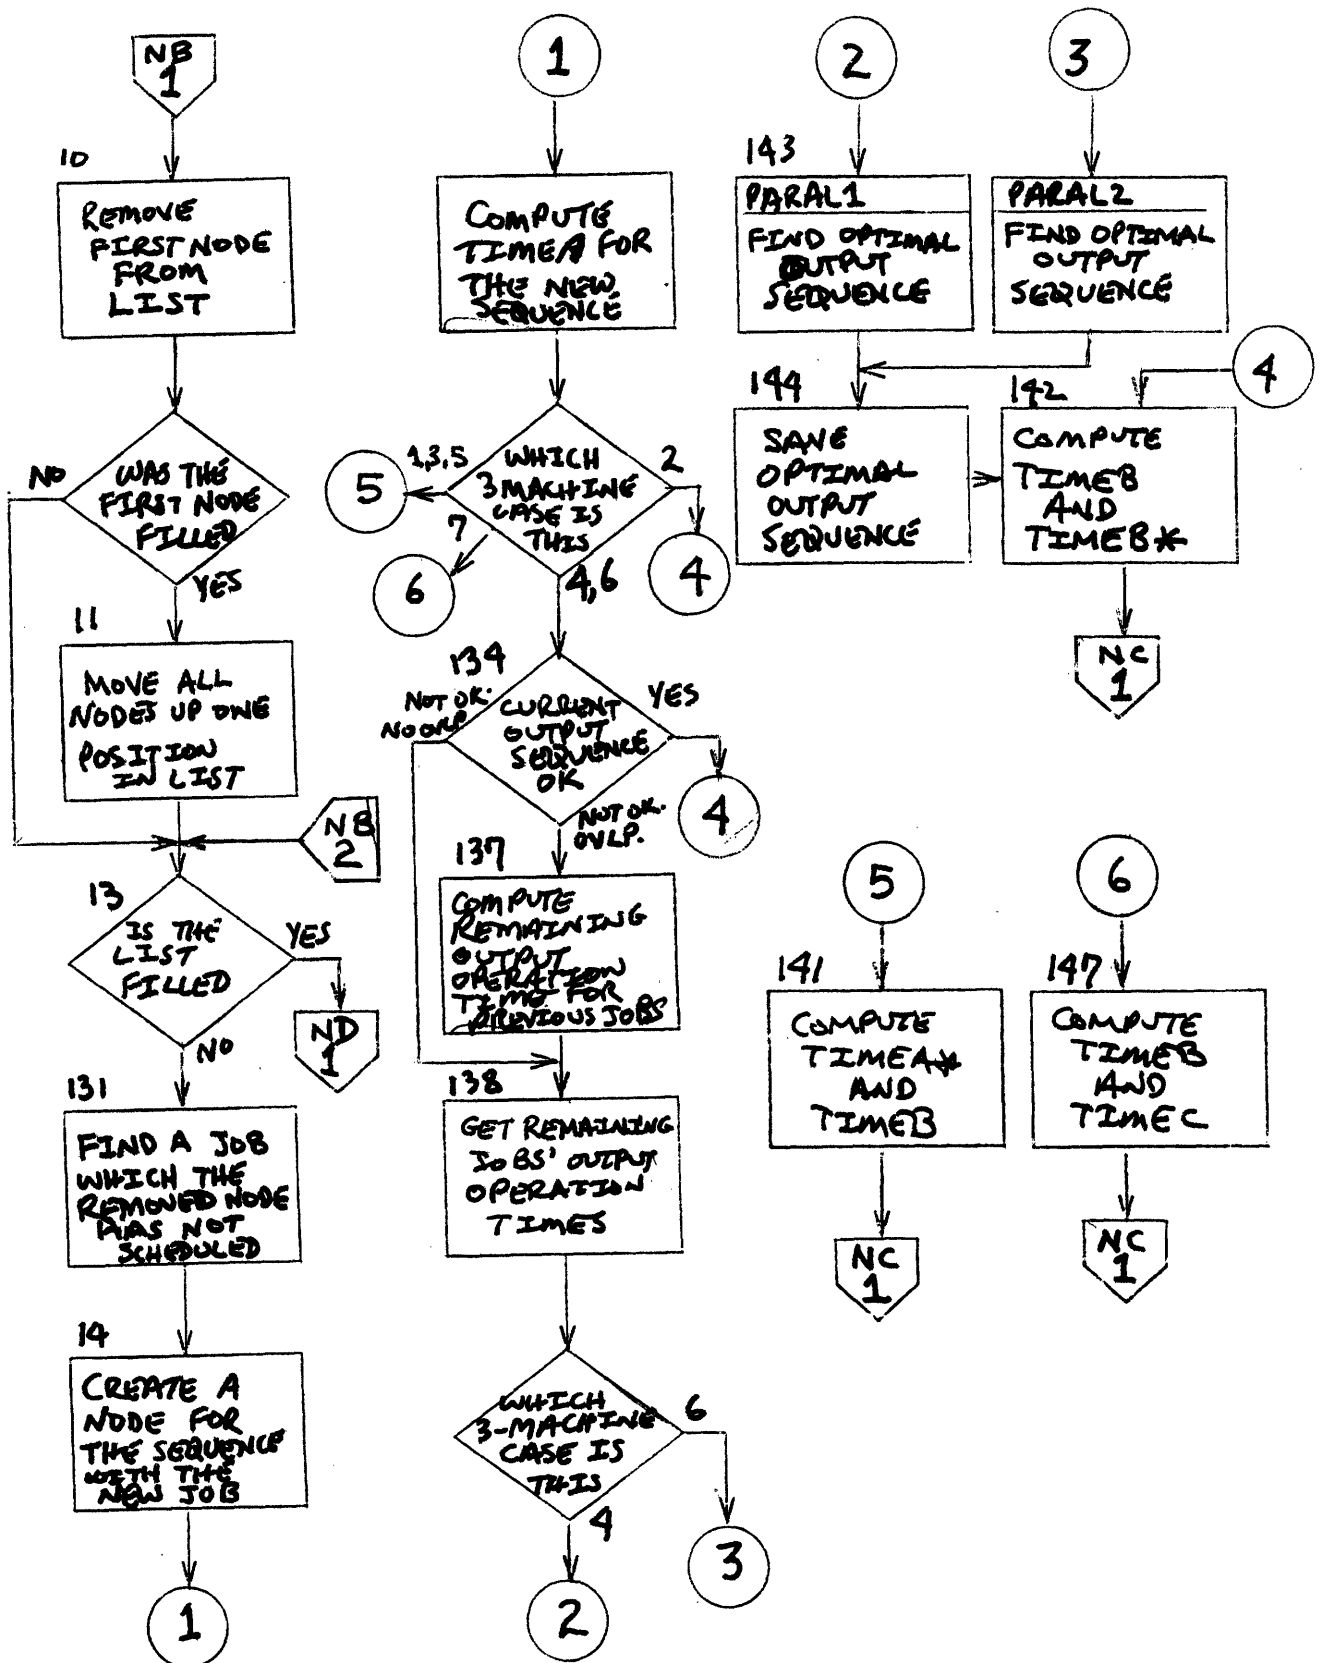 NB
1
10
REMOVE
FIRST NODE
FROM
LIST
NO
WAS THE
FIRST NODE
FILLED
YES
11
MOVE ALL
NODES UP ONE
POSITION
IN LIST
NB
2
13
IS THE
LIST
FILLED
YES
ND
1
NO
131
FIND A JOB
WHICH THE
REMOVED NODE
HAS NOT
SCHEDULED
14
CREATE A
NODE FOR
THE SEQUENCE
WITH THE
NEW JOB
1
1
COMPUTE
TIMEA FOR
THE NEW
SEQUENCE
1,3,5
5
WHICH
3 MACHINE
CASE IS
THIS
2
4
7
6
4,6
134
NOT OK.
NO OVLP.
CURRENT
OUTPUT
SEQUENCE
OK
YES
4
NOT OK.
OVLP.
137
COMPUTE
REMAINING
OUTPUT
OPERATION
TIME FOR
PREVIOUS JOBS
138
GET REMAINING
JOBS' OUTPUT
OPERATION
TIMES
WHICH
3-MACHINE
CASE IS
THIS
6
3
4
2
2
143
PARAL1
FIND OPTIMAL
OUTPUT
SEQUENCE
3
PARAL2
FIND OPTIMAL
OUTPUT
SEQUENCE
144
SAVE
OPTIMAL
OUTPUT
SEQUENCE
4
142
COMPUTE
TIMEB
AND
TIMEB*
NC
1
5
141
COMPUTE
TIMEA*
AND
TIMEB
NC
1
6
147
COMPUTE
TIMEB
AND
TIMEC
NC
1